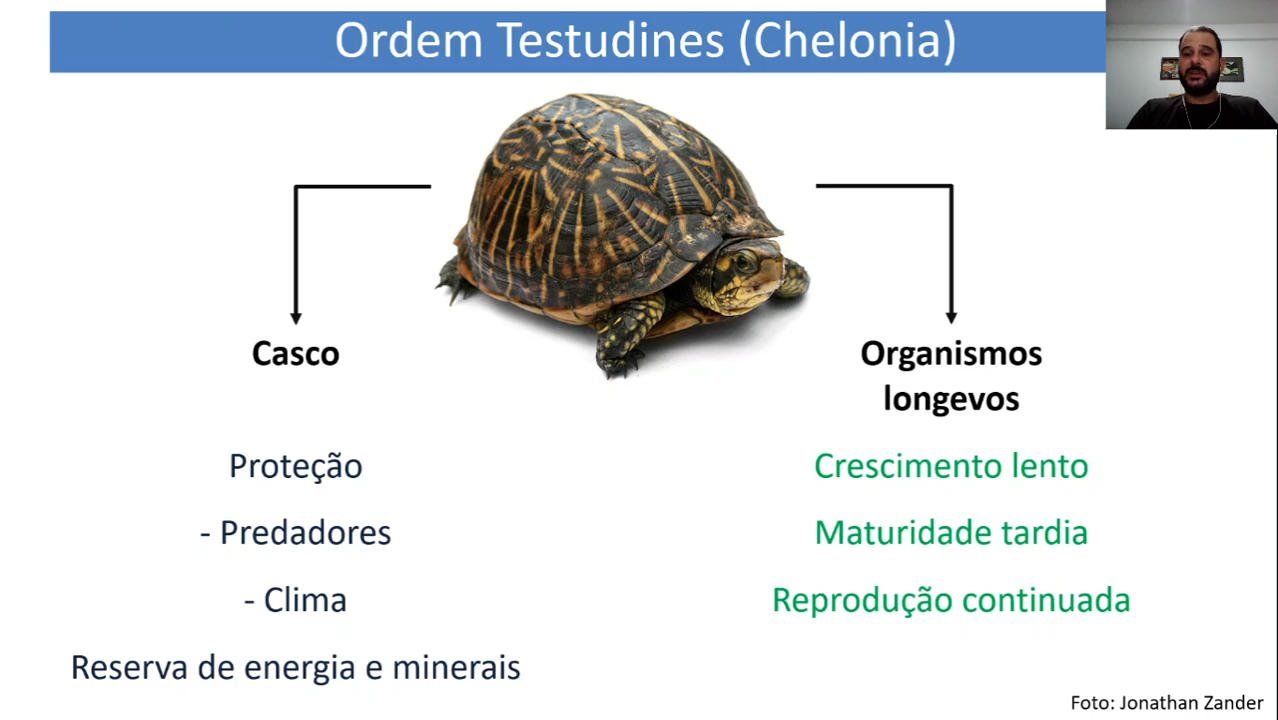 Ordem Testudines (Chelonia)
Casco
Proteção
- Predadores
- Clima
Reserva de energia e minerais
Organismos
longevos
Crescimento lento
Maturidade tardia
Reprodução continuada
Foto: Jonathan Zander